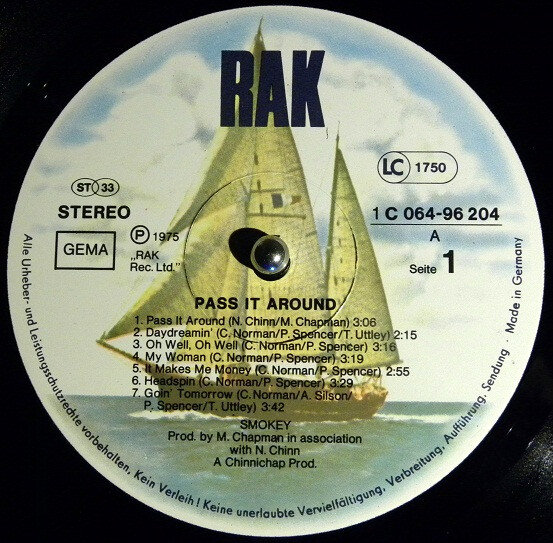 RAK
LC 1750
ST 33
STEREO
GEMA
P 1975
„RAK
Rec. Ltd."
1 C 064-96 204
A
Seite 1
PASS IT AROUND
1. Pass It Around (N. Chinn/M. Chapman) 3:06
2. Daydreamin' (C. Norman/P. Spencer/T. Uttley) 2:15
3. Oh Well, Oh Well (C. Norman/P. Spencer) 3:16
4. My Woman (C. Norman/P. Spencer) 3:19
5. It Makes Me Money (C. Norman/P. Spencer) 2:55
6. Headspin (C. Norman/P. Spencer) 3:29
7. Goin' Tomorrow (C. Norman/A. Silson/
P. Spencer/T. Uttley) 3:42
SMOKEY
Prod. by M. Chapman in association
with N. Chinn
A Chinnichap Prod.
Alle Urheber- und Leistungsschutzrechte vorbehalten. Kein Verleih! Keine unerlaubte Vervielfältigung, Verbreitung, Aufführung, Sendung · Made in Germany